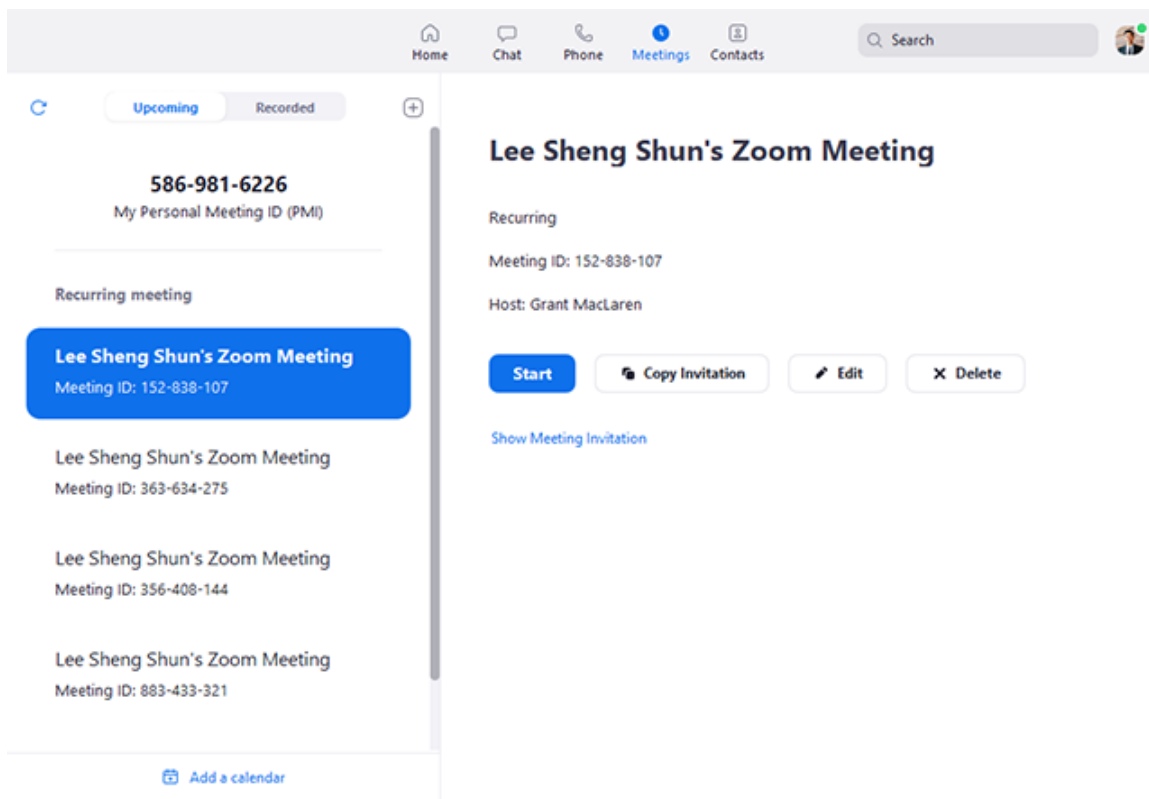 Home Chat Phone Meetings Contacts Search
Upcoming Recorded
586-981-6226
My Personal Meeting ID (PMI)
Recurring meeting
Lee Sheng Shun's Zoom Meeting
Meeting ID: 152-838-107
Lee Sheng Shun's Zoom Meeting
Meeting ID: 363-634-275
Lee Sheng Shun's Zoom Meeting
Meeting ID: 356-408-144
Lee Sheng Shun's Zoom Meeting
Meeting ID: 883-433-321
Add a calendar
Lee Sheng Shun's Zoom Meeting
Recurring
Meeting ID: 152-838-107
Host: Grant MacLaren
Start Copy Invitation Edit Delete
Show Meeting Invitation